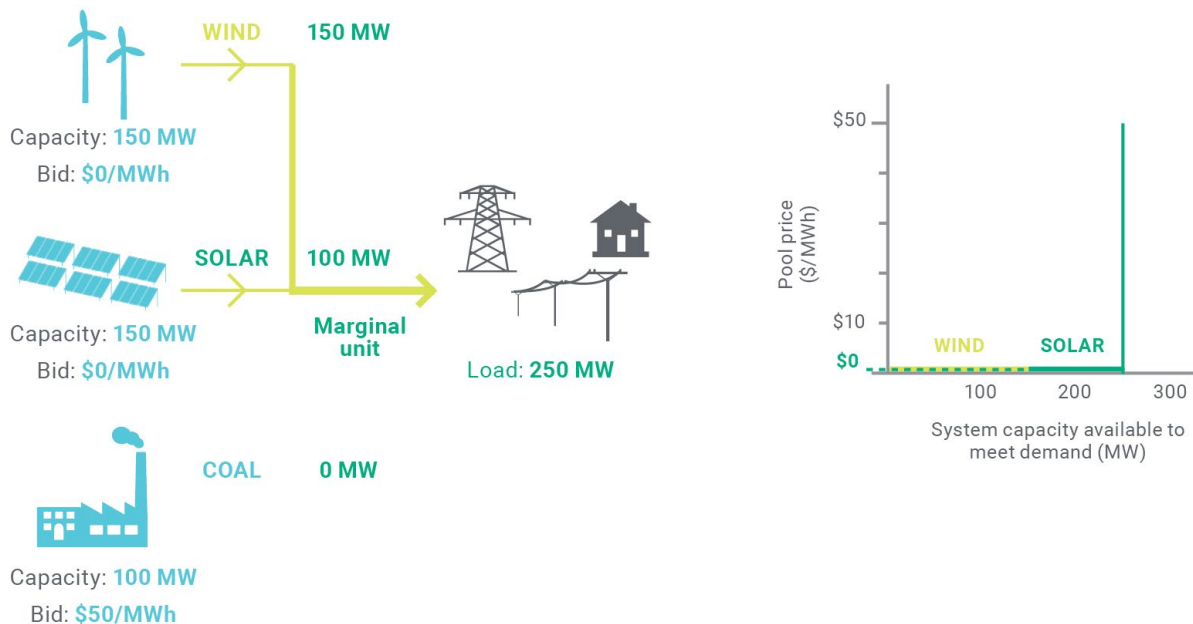 WIND 150 MW
Capacity: 150 MW
Bid: $0/MWh
SOLAR 100 MW
Capacity: 150 MW
Bid: $0/MWh
Marginal
unit
Load: 250 MW
COAL 0 MW
Capacity: 100 MW
Bid: $50/MWh
Pool price
($/MWh)
$50
$10
$0
WIND SOLAR
100 200 300
System capacity available to
meet demand (MW)